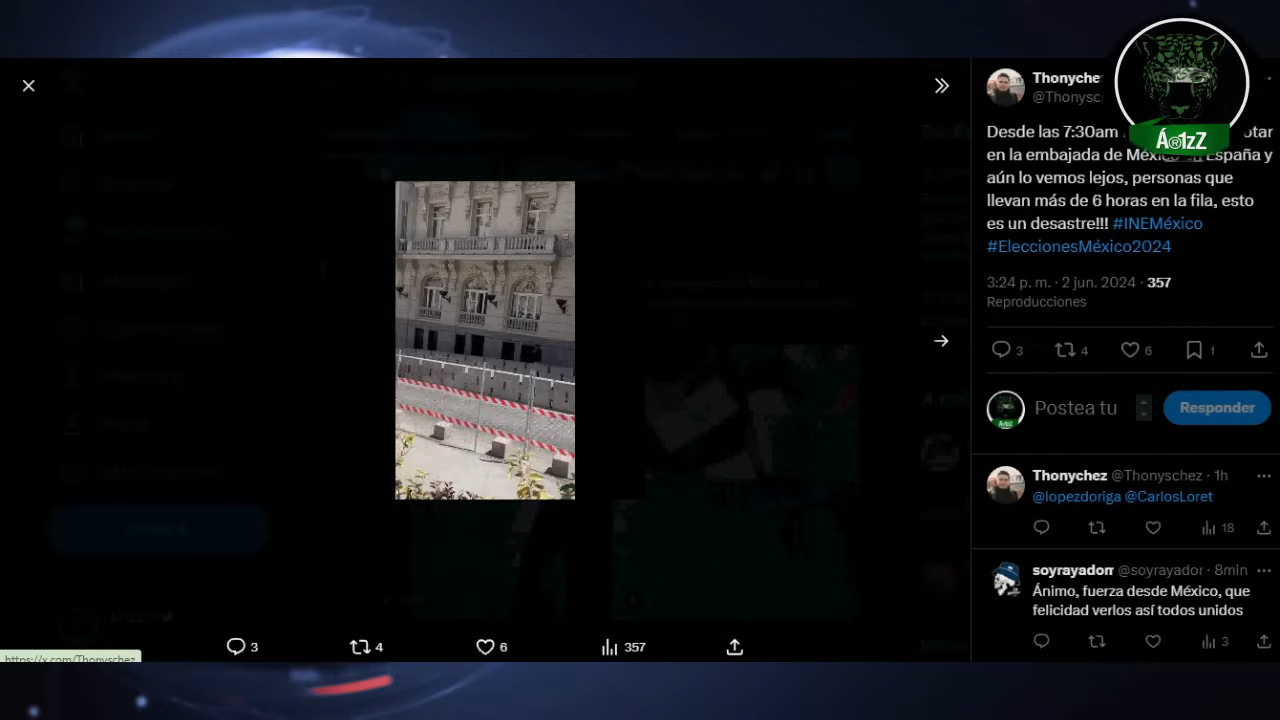 Thonyche
@Thonysc
Á®1zZ
Desde las 7:30am otar
en la embajada de México en España y
aún lo vemos lejos, personas que
llevan más de 6 horas en la fila, esto
es un desastre!!! #INEMéxico
#EleccionesMéxico2024
3:24 p. m. · 2 jun. 2024 · 357
Reproducciones
3 4 6 1
Postea tu
Responder
Thonychez @Thonyschez · 1h
@lopezdoriga @CarlosLoret
18
soyrayadorr @soyrayador · 8min
Ánimo, fuerza desde México, que
felicidad verlos así todos unidos
3
3 4 6 357
https://x.com/Thonyschez